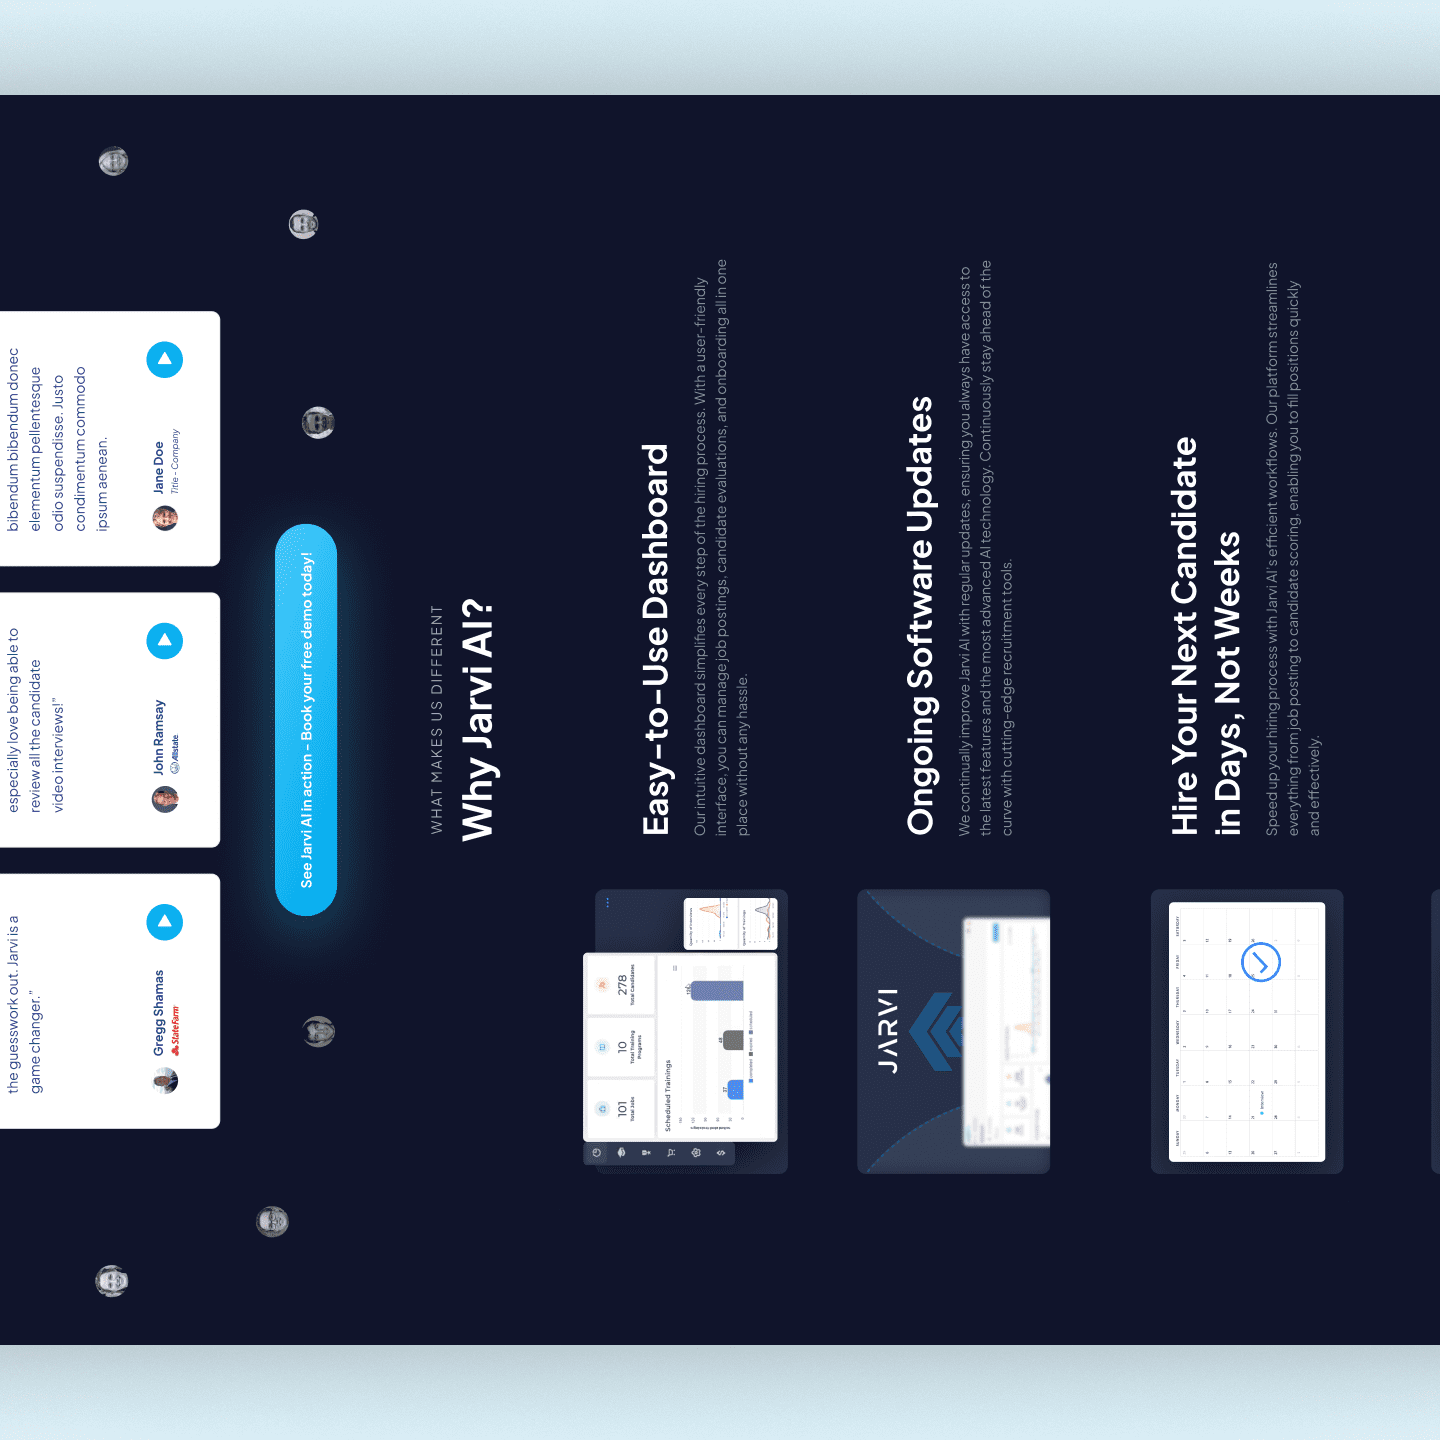 the guesswork out. Jarvi is a
game changer."
Gregg Shamas
StateFarm
especially love being able to
review all the candidate
video interviews!"
John Ramsay
Allstate
bibendum bibendum donec
elementum pellentesque
odio suspendisse. Justo
condimentum commodo
ipsum aenean.
Jane Doe
Title - Company
See Jarvi AI in action - Book your free demo today!
WHAT MAKES US DIFFERENT
Why Jarvi AI?
101
Total Jobs
10
Total Training
Programs
278
Total Candidates
Scheduled Trainings
Easy-to-Use Dashboard
Our intuitive dashboard simplifies every step of the hiring process. With a user-friendly
interface, you can manage job postings, candidate evaluations, and onboarding all in one
place without any hassle.
JARVI
Ongoing Software Updates
We continually improve Jarvi AI with regular updates, ensuring you always have access to
the latest features and the most advanced AI technology. Continuously stay ahead of the
curve with cutting-edge recruitment tools.
SUNDAY MONDAY TUESDAY WEDNESDAY THURSDAY FRIDAY SATURDAY
Interview
Hire Your Next Candidate
in Days, Not Weeks
Speed up your hiring process with Jarvi AI's efficient workflows. Our platform streamlines
everything from job posting to candidate scoring, enabling you to fill positions quickly
and effectively.